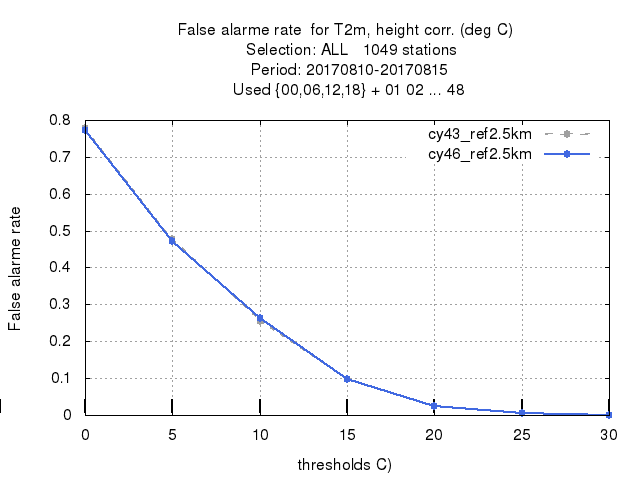 False alarme rate  for T2m, height corr. (deg C)
Selection: ALL   1049 stations
Period: 20170810-20170815
Used {00,06,12,18} + 01 02 ... 48
cy43_ref2.5km
cy46_ref2.5km
False alarme rate
0.8
0.7
0.6
0.5
0.4
0.3
0.2
0.1
0
0 5 10 15 20 25 30
thresholds C)